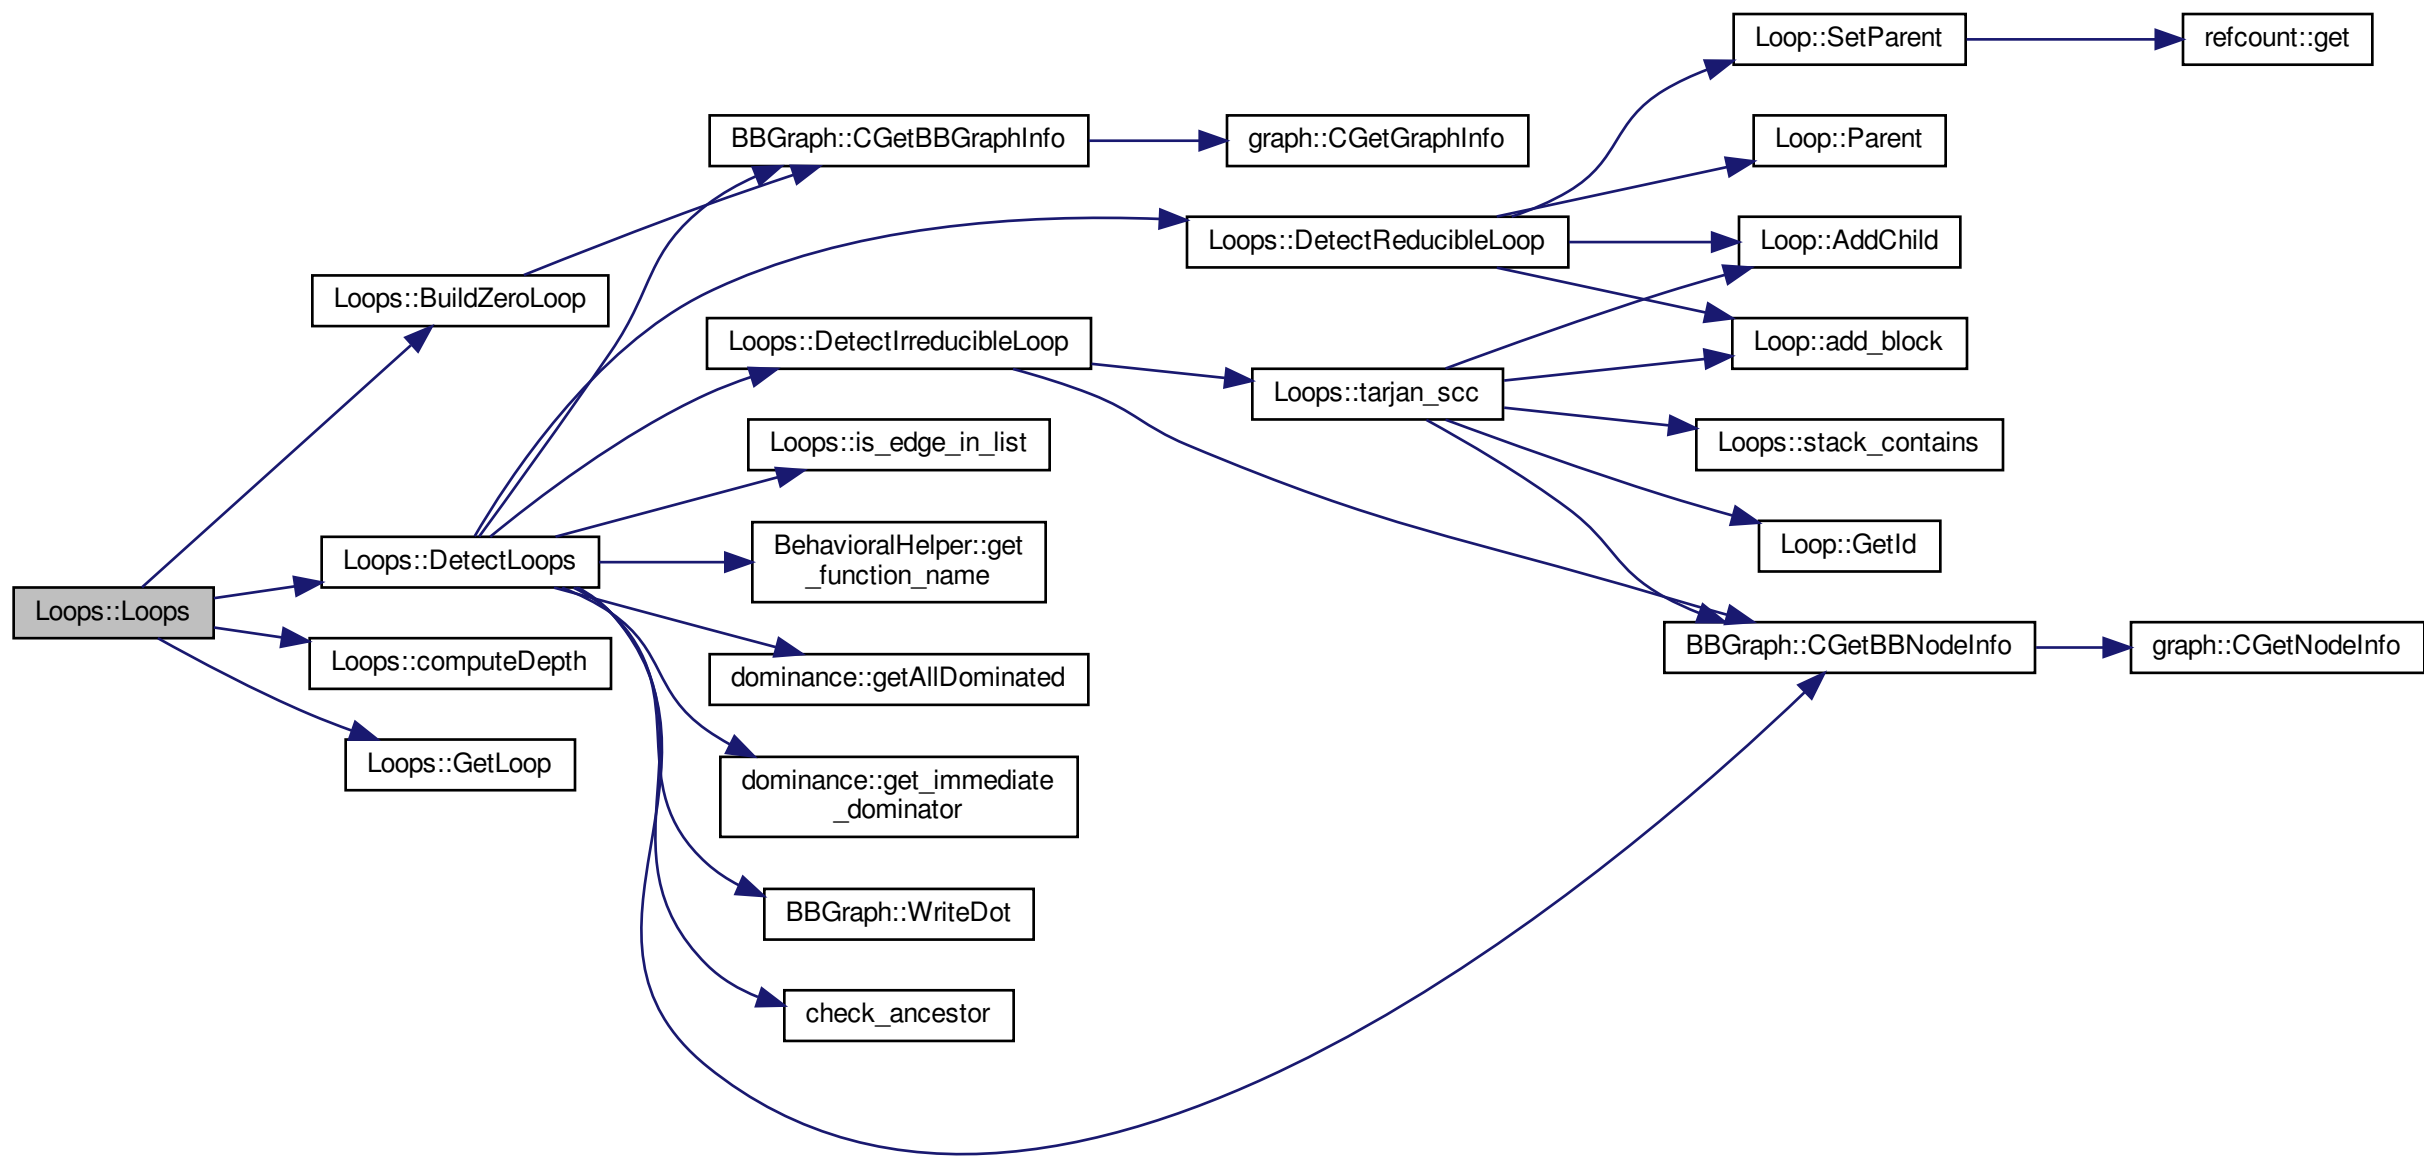 Loop::SetParent
refcount::get
BBGraph::CGetBBGraphInfo
graph::CGetGraphInfo
Loop::Parent
Loops::DetectReducibleLoop
Loop::AddChild
Loops::BuildZeroLoop
Loops::DetectIrreducibleLoop
Loop::add_block
Loops::tarjan_scc
Loops::is_edge_in_list
Loops::stack_contains
Loops::DetectLoops
BehavioralHelper::get
_function_name
Loop::GetId
Loops::Loops
Loops::computeDepth
dominance::getAllDominated
BBGraph::CGetBBNodeInfo
graph::CGetNodeInfo
Loops::GetLoop
dominance::get_immediate
_dominator
BBGraph::WriteDot
check_ancestor